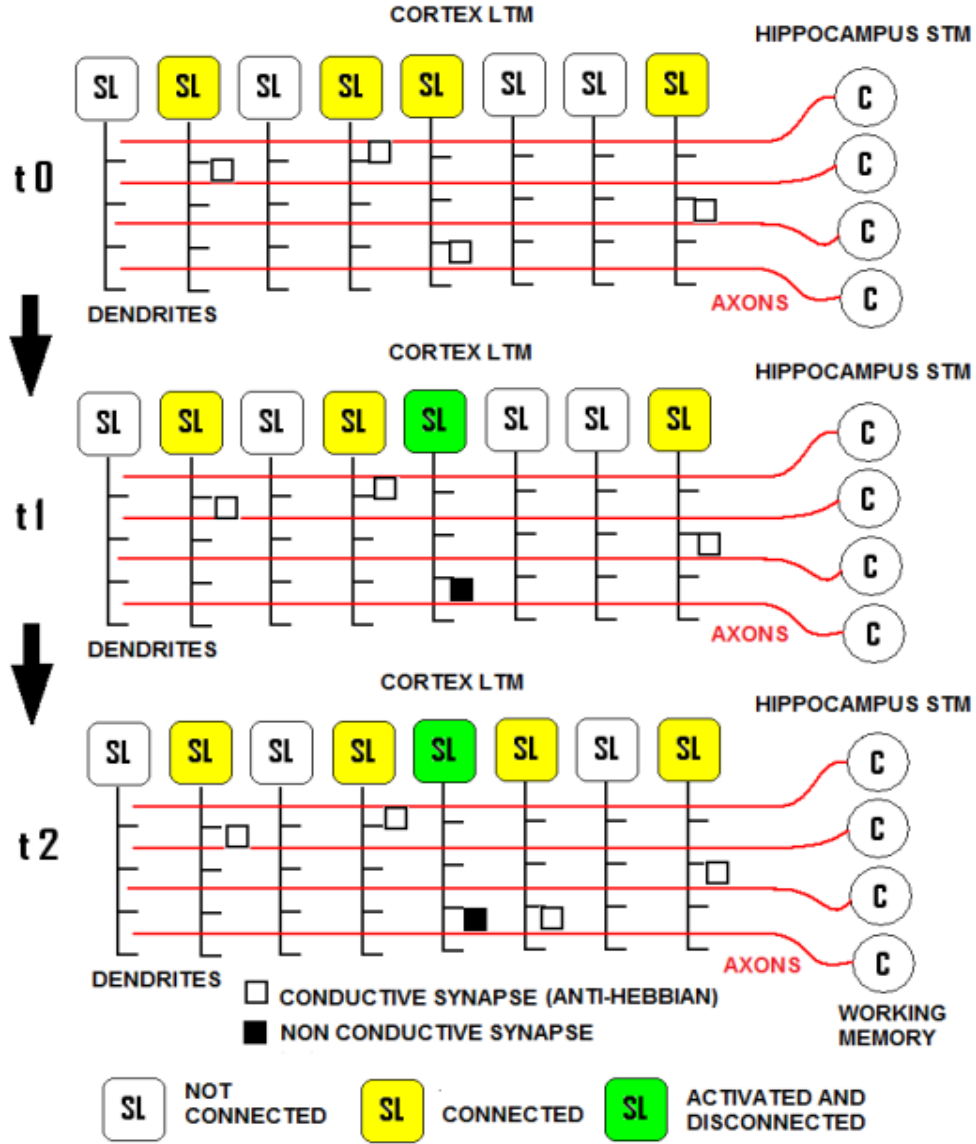 CORTEX LTM
HIPPOCAMPUS STM
SL SL SL SL SL SL SL SL
C
C
t0
C
C
DENDRITES
AXONS
CORTEX LTM
HIPPOCAMPUS STM
SL SL SL SL SL SL SL SL
C
C
t1
C
C
DENDRITES
AXONS
CORTEX LTM
HIPPOCAMPUS STM
SL SL SL SL SL SL SL SL
C
C
t2
C
C
DENDRITES
AXONS
CONDUCTIVE SYNAPSE (ANTI-HEBBIAN)
NON CONDUCTIVE SYNAPSE
WORKING
MEMORY
SL
NOT
CONNECTED
SL
CONNECTED
SL
ACTIVATED AND
DISCONNECTED